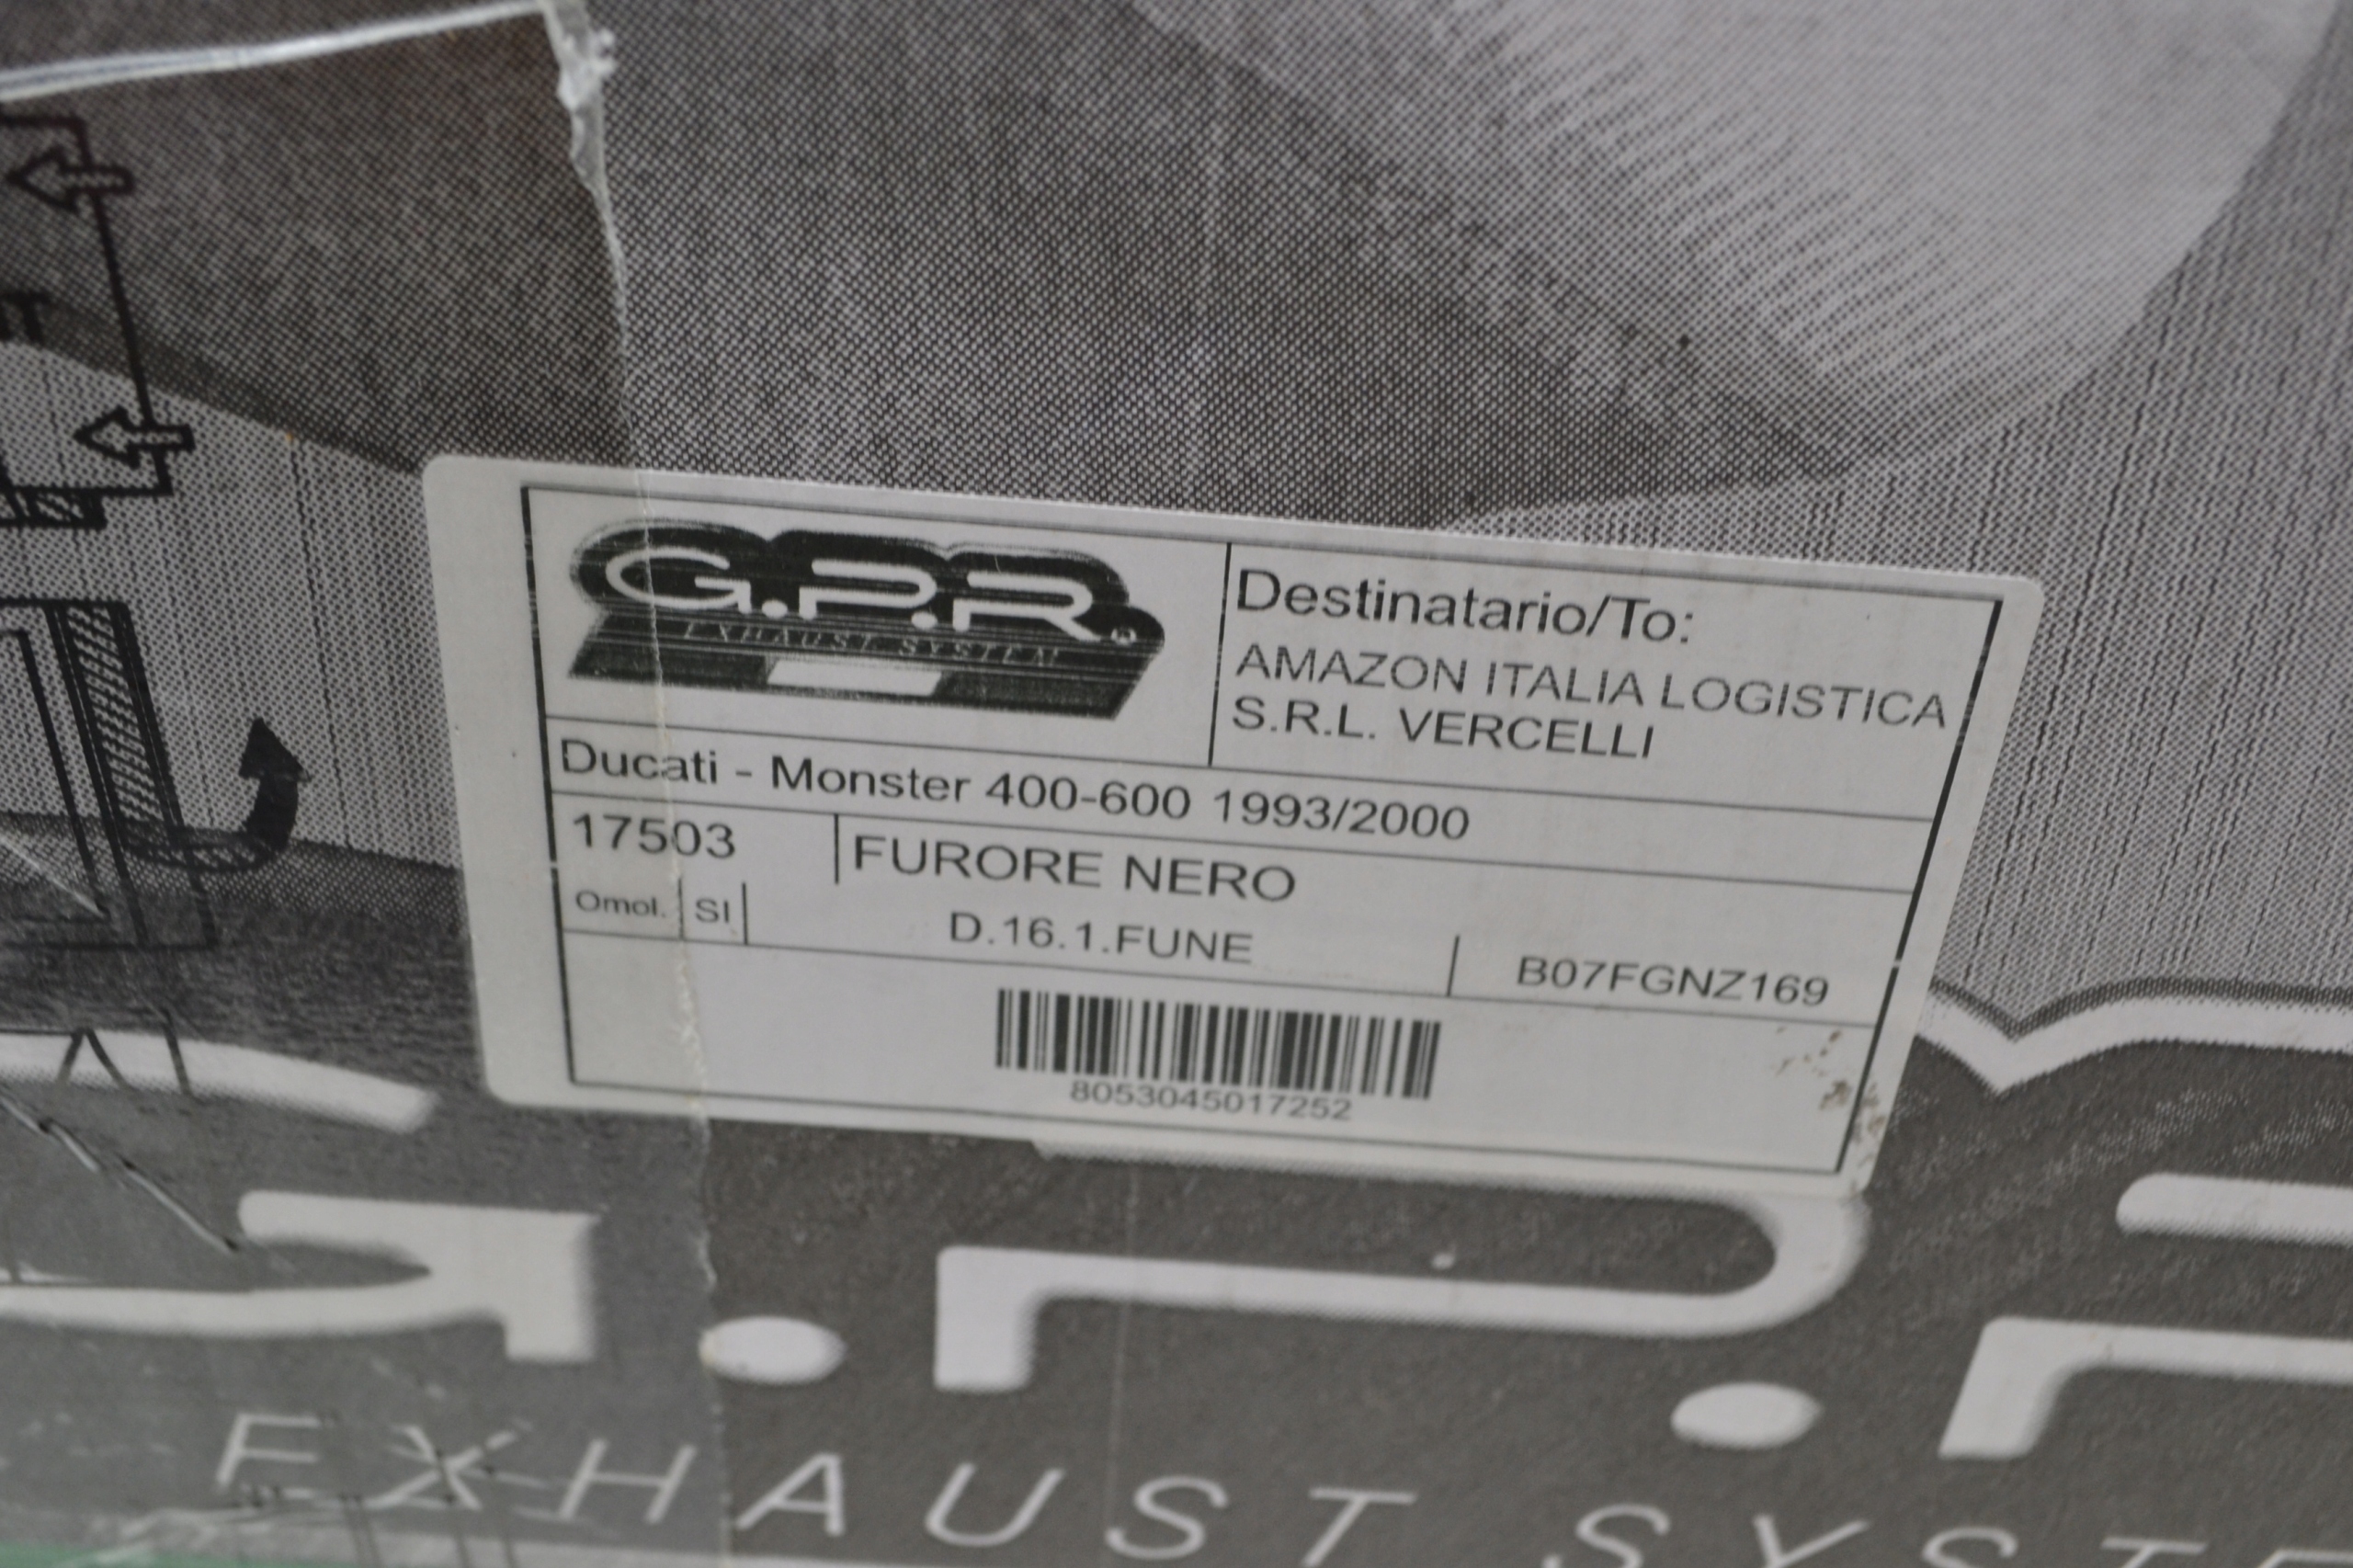 G.P.R.®
EXHAUST SYSTEM
Destinatario/To:
AMAZON ITALIA LOGISTICA
S.R.L. VERCELLI
Ducati - Monster 400-600 1993/2000
17503
FURORE NERO
Omol. SI
D.16.1.FUNE
B07FGNZ169
8053045017252
G.P.R
EXHAUST SYSTE